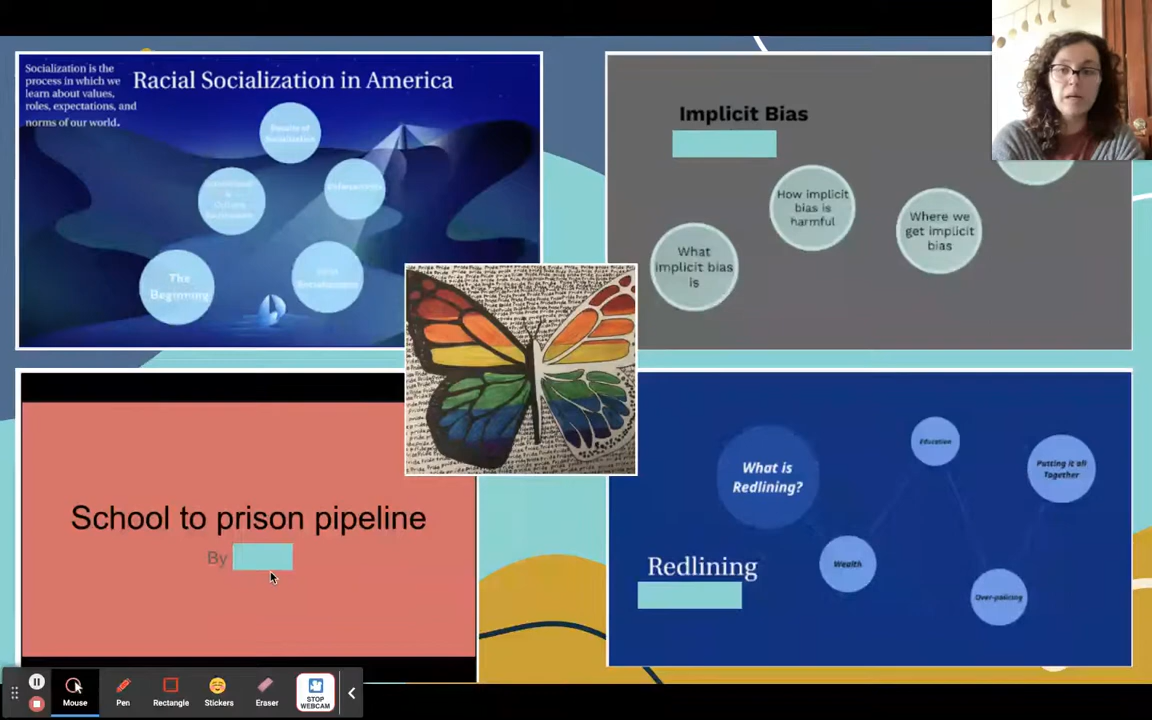 Socialization is the
process in which we
learn about values,
roles, expectations, and
norms of our world.
Racial Socialization in America
Results of
Socialization
The
Beginning
Implicit Bias
How implicit
bias is
harmful
Where we
get implicit
bias
What
implicit bias
is
School to prison pipeline
By
What is
Redlining?
Education
Putting it all
Together
Wealth
Over-policing
Redlining
Mouse
Pen
Rectangle
Stickers
Eraser
STOP
WEBCAM